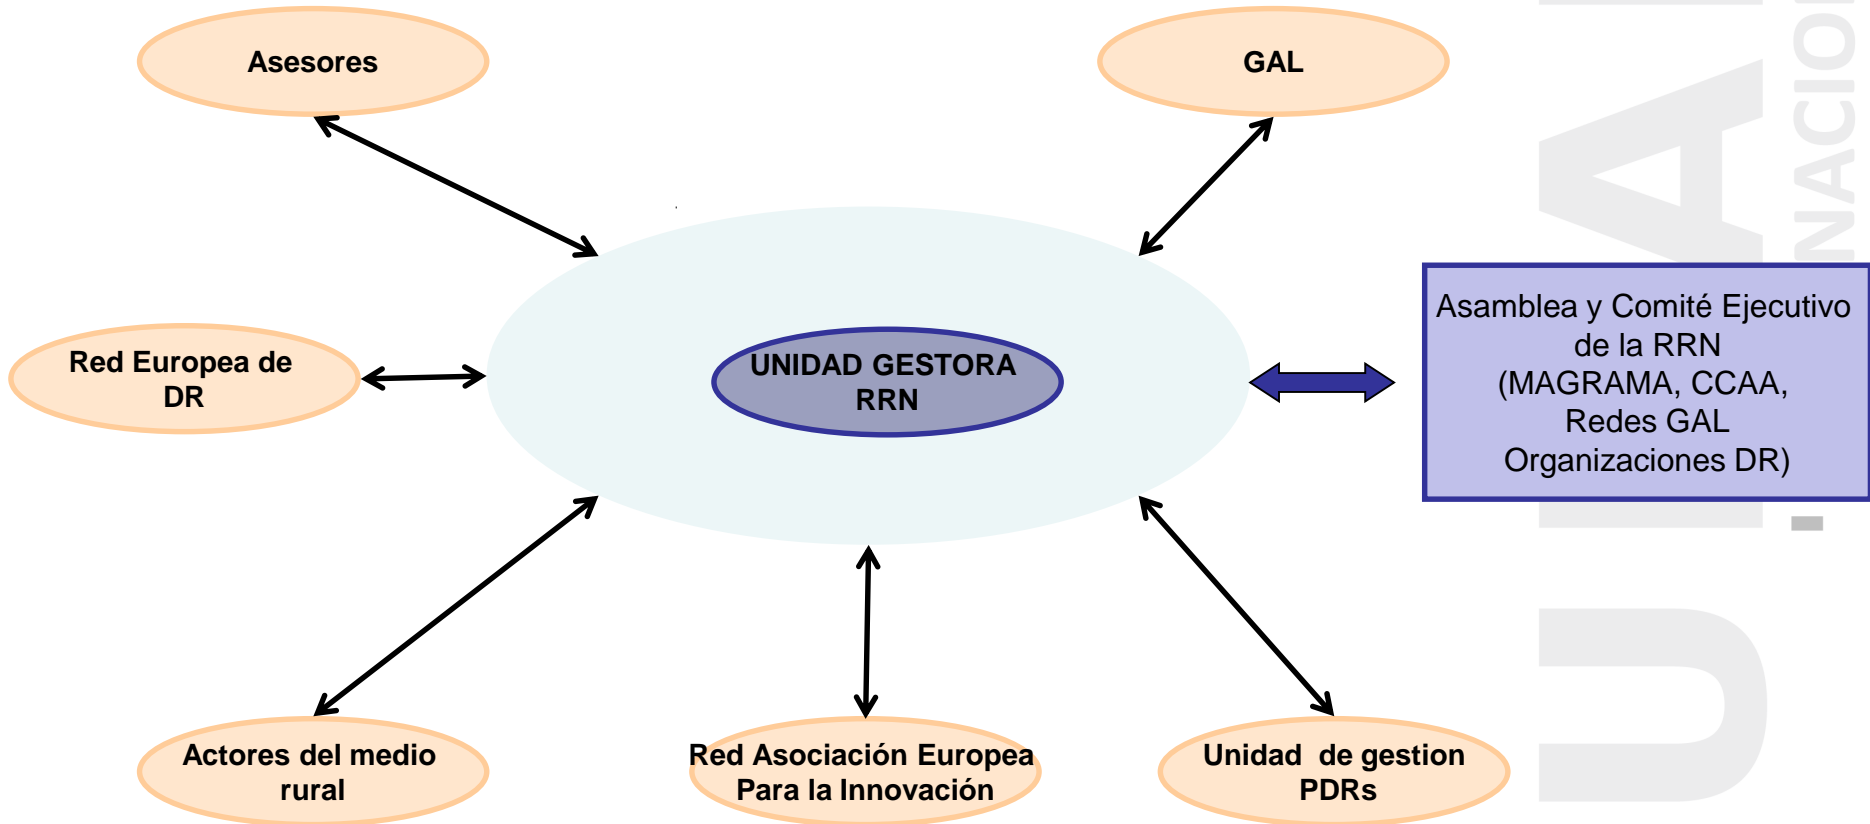 Asesores
GAL
Red Europea de
DR
UNIDAD GESTORA
RRN
Asamblea y Comité Ejecutivo
de la RRN
(MAGRAMA, CCAA,
Redes GAL
Organizaciones DR)
Actores del medio
rural
Red Asociación Europea
Para la Innovación
Unidad  de gestion
PDRs
NACIO